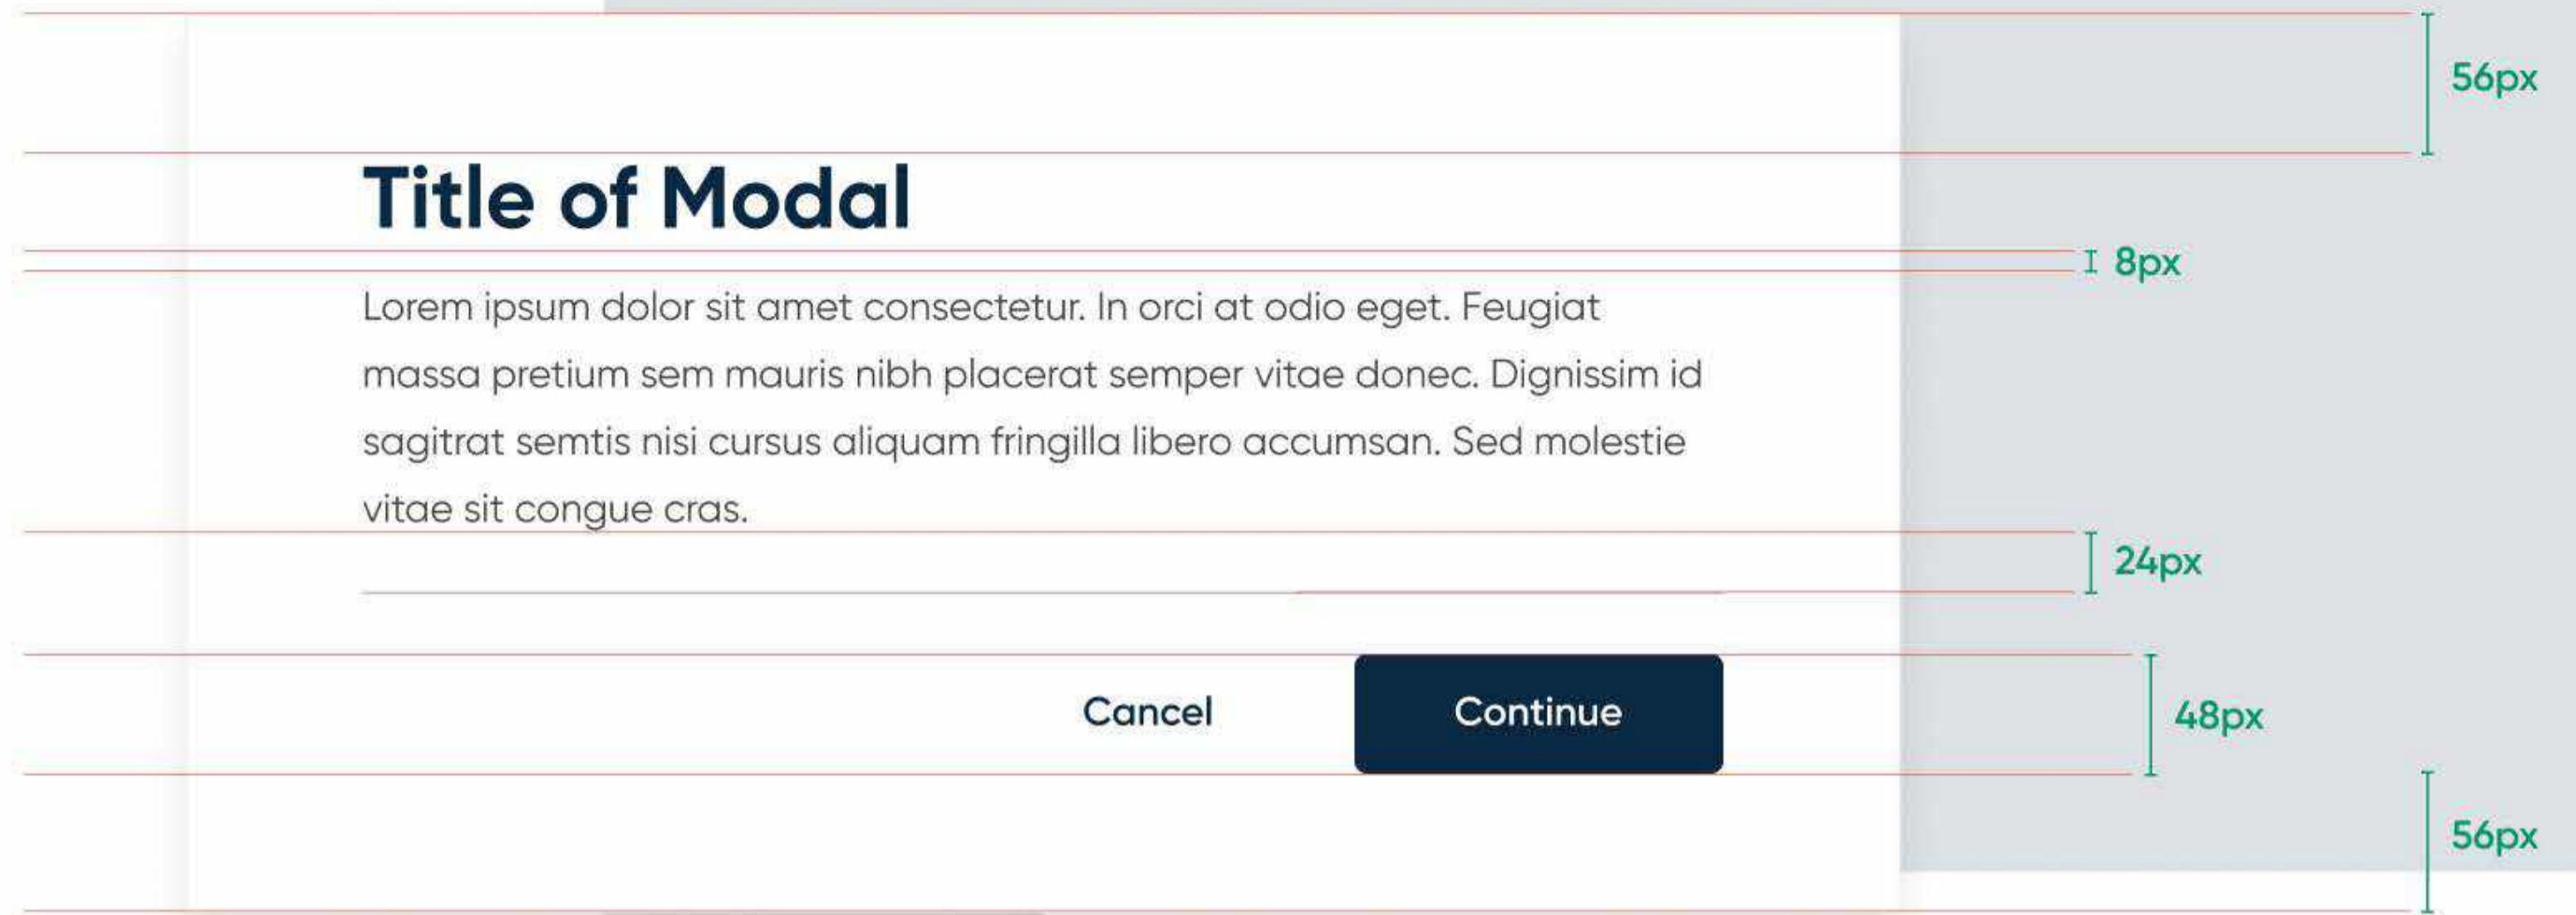 56px
Title of Modal
8px
Lorem ipsum dolor sit amet consectetur. In orci at odio eget. Feugiat
massa pretium sem mauris nibh placerat semper vitae donec. Dignissim id
sagitrat semtis nisi cursus aliquam fringilla libero accumsan. Sed molestie
vitae sit congue cras.
24px
Cancel
Continue
48px
56px